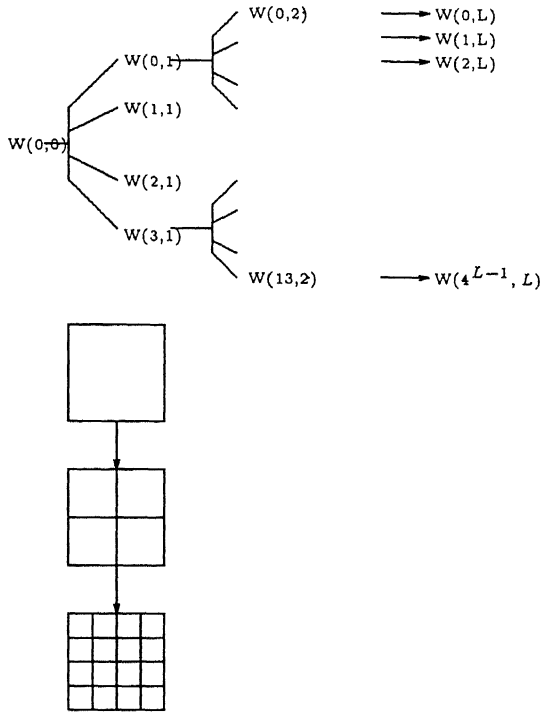 W(0,2) W(0,L)
W(1,L)
W(0,1) W(2,L)
W(1,1)
W(0,0)
W(2,1)
W(3,1)
W(13,2) W(4^{L-1}, L)